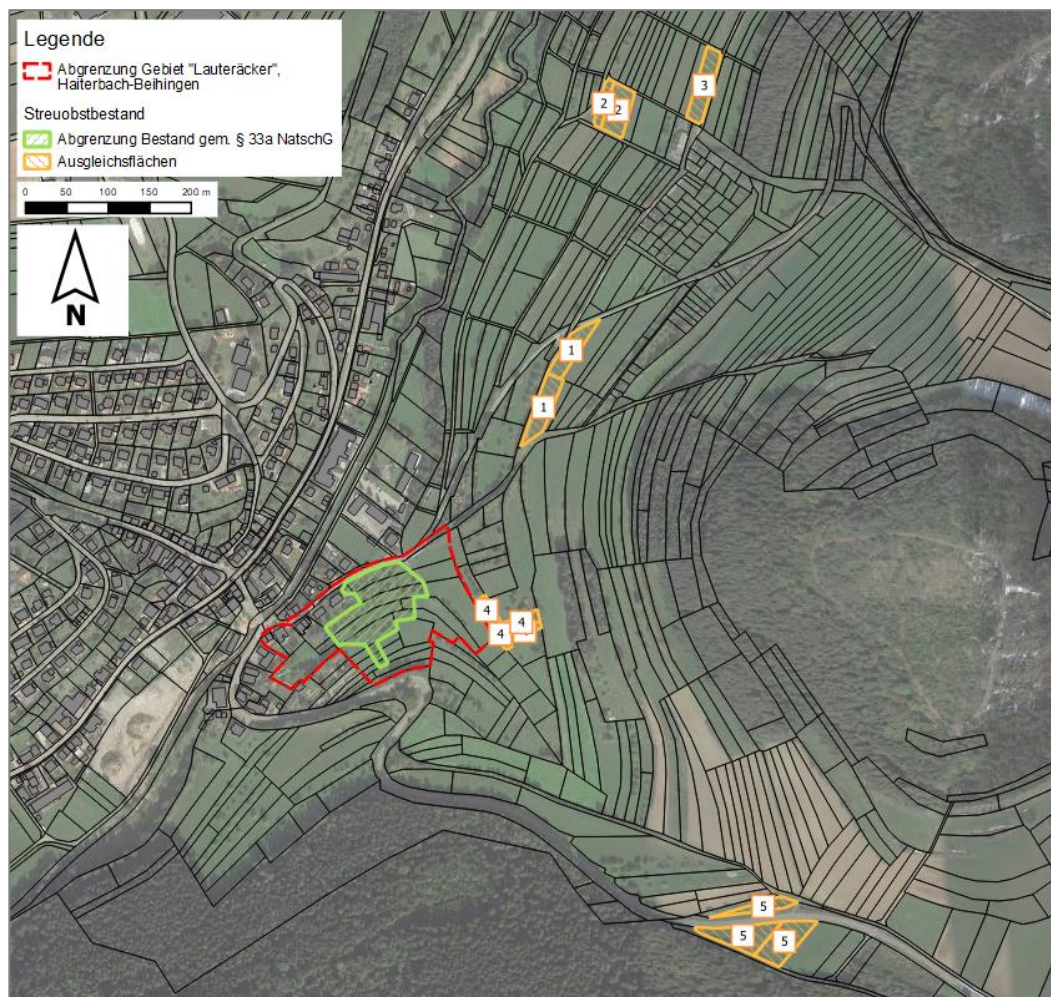 Legende
Abgrenzung Gebiet "Lauteräcker",
Haiterbach-Beihingen
Streuobstbestand
Abgrenzung Bestand gem. § 33a NatschG
Ausgleichsflächen
0 50 100 150 200 m
N
3
2 2
1
1
4
4
4
5
5
5